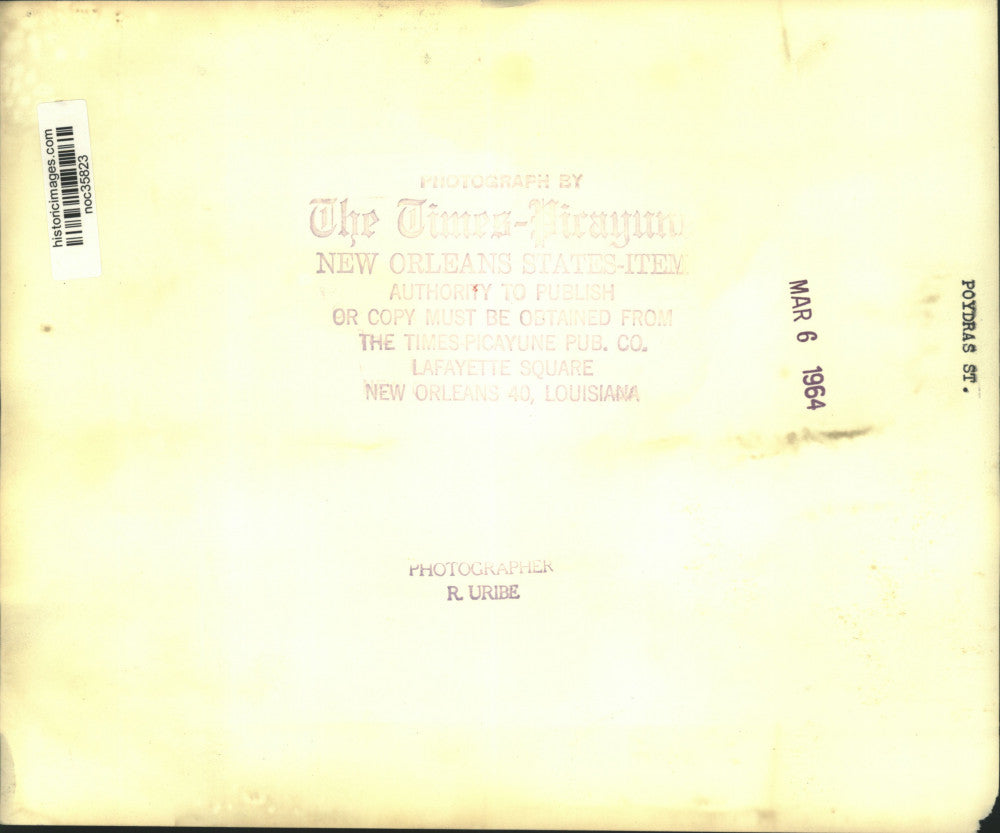 historicimages.com
noc35823
PHOTOGRAPH BY
The Times-Picayune
NEW ORLEANS STATES-ITEM
AUTHORITY TO PUBLISH
OR COPY MUST BE OBTAINED FROM
THE TIMES-PICAYUNE PUB. CO.
LAFAYETTE SQUARE
NEW ORLEANS 40, LOUISIANA
MAR 6 1964
POYDRAS ST.
PHOTOGRAPHER
R. URIBE